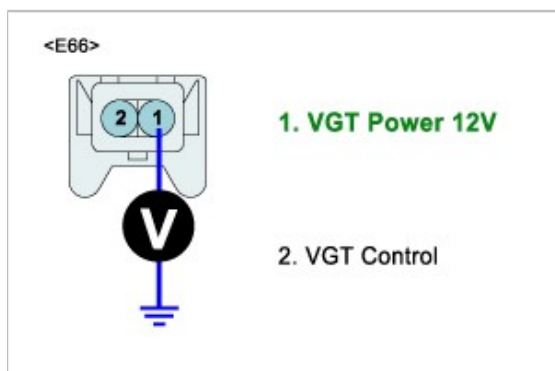 <E66>
2 1
1. VGT Power 12V
V
2. VGT Control